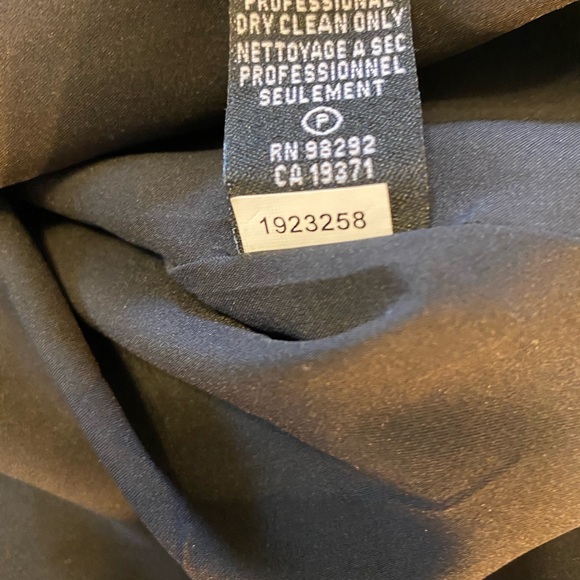 PROFESSIONAL
DRY CLEAN ONLY
NETTOYAGE A SEC
PROFESSIONNEL
SEULEMENT
P
RN 98292
CA 19371
1923258